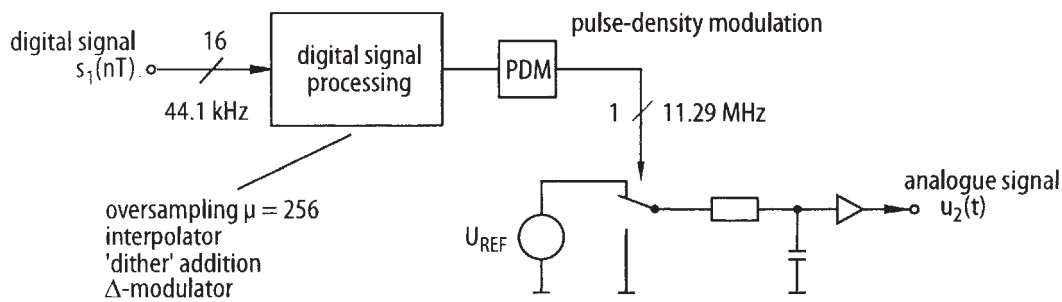 pulse-density modulation
digital signal
s₁(nT)
16
44.1 kHz
digital signal
processing
PDM
1
11.29 MHz
oversampling μ = 256
interpolator
'dither' addition
Δ-modulator
U_REF
analogue signal
u₂(t)